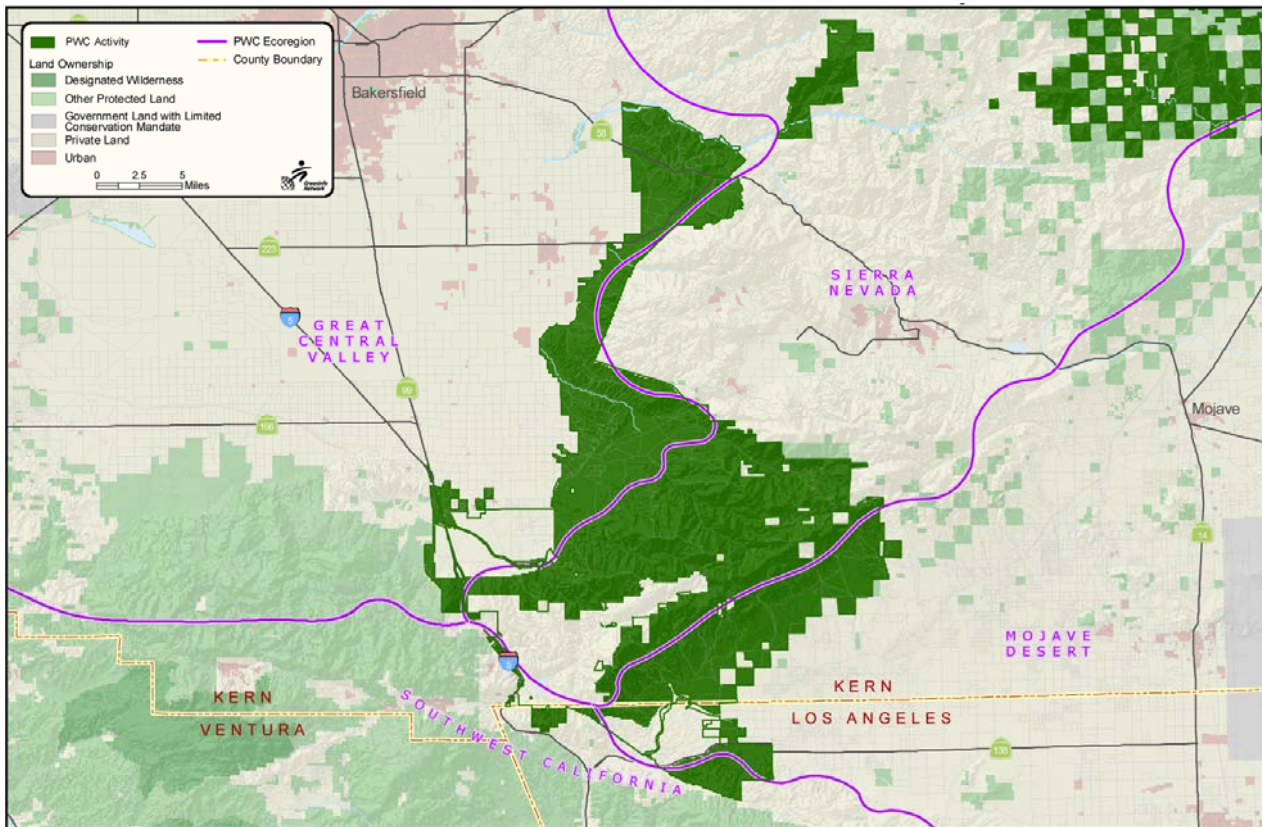 PWC Activity
Land Ownership
Designated Wilderness
Other Protected Land
Government Land with Limited
Conservation Mandate
Private Land
Urban
PWC Ecoregion
County Boundary
0 2.5 5
Miles
GreenInfo
Network
Bakersfield
58
223
5
GREAT
CENTRAL
VALLEY
SIERRA
NEVADA
99
166
Mojave
14
5
MOJAVE
DESERT
KERN
VENTURA
KERN
LOS ANGELES
SOUTHWEST CALIFORNIA
138